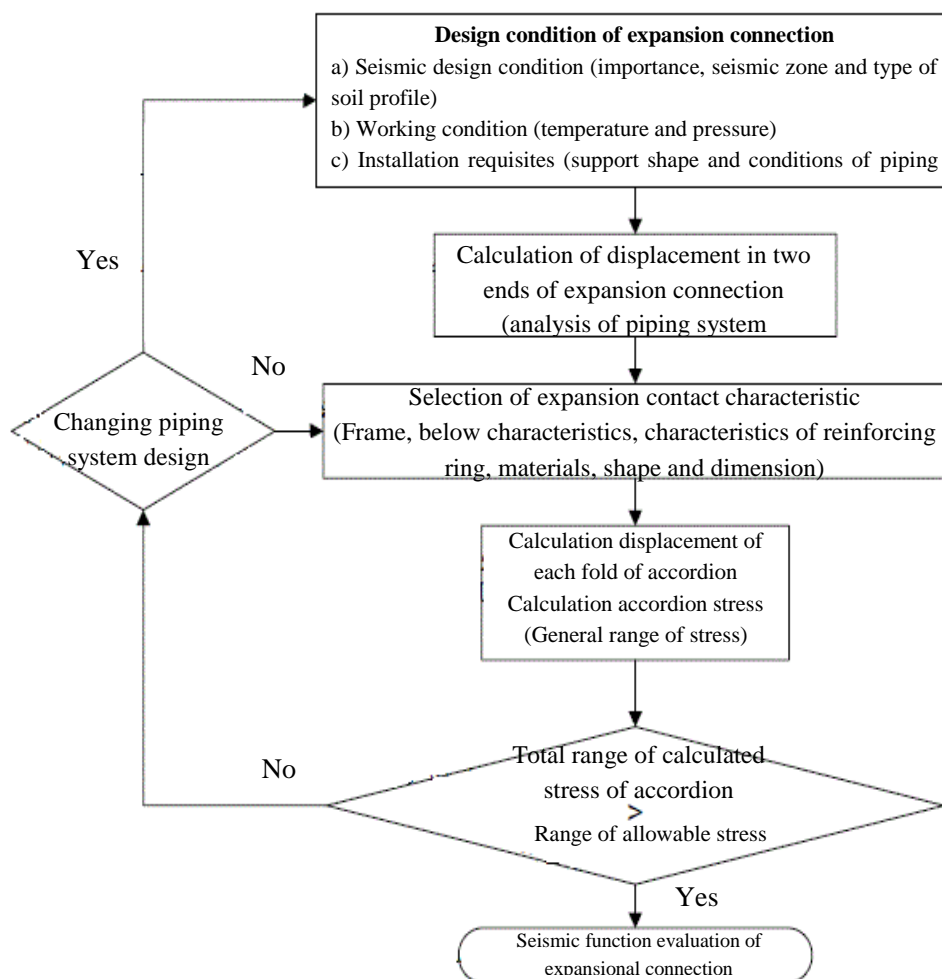 Design condition of expansion connection
a) Seismic design condition (importance, seismic zone and type of
soil profile)
b) Working condition (temperature and pressure)
c) Installation requisites (support shape and conditions of piping
Yes
Calculation of displacement in two
ends of expansion connection
(analysis of piping system
No
Changing piping
system design
Selection of expansion contact characteristic
(Frame, below characteristics, characteristics of reinforcing
ring, materials, shape and dimension)
Calculation displacement of
each fold of accordion
Calculation accordion stress
(General range of stress)
No
Total range of calculated
stress of accordion
>
Range of allowable stress
Yes
Seismic function evaluation of
expansional connection